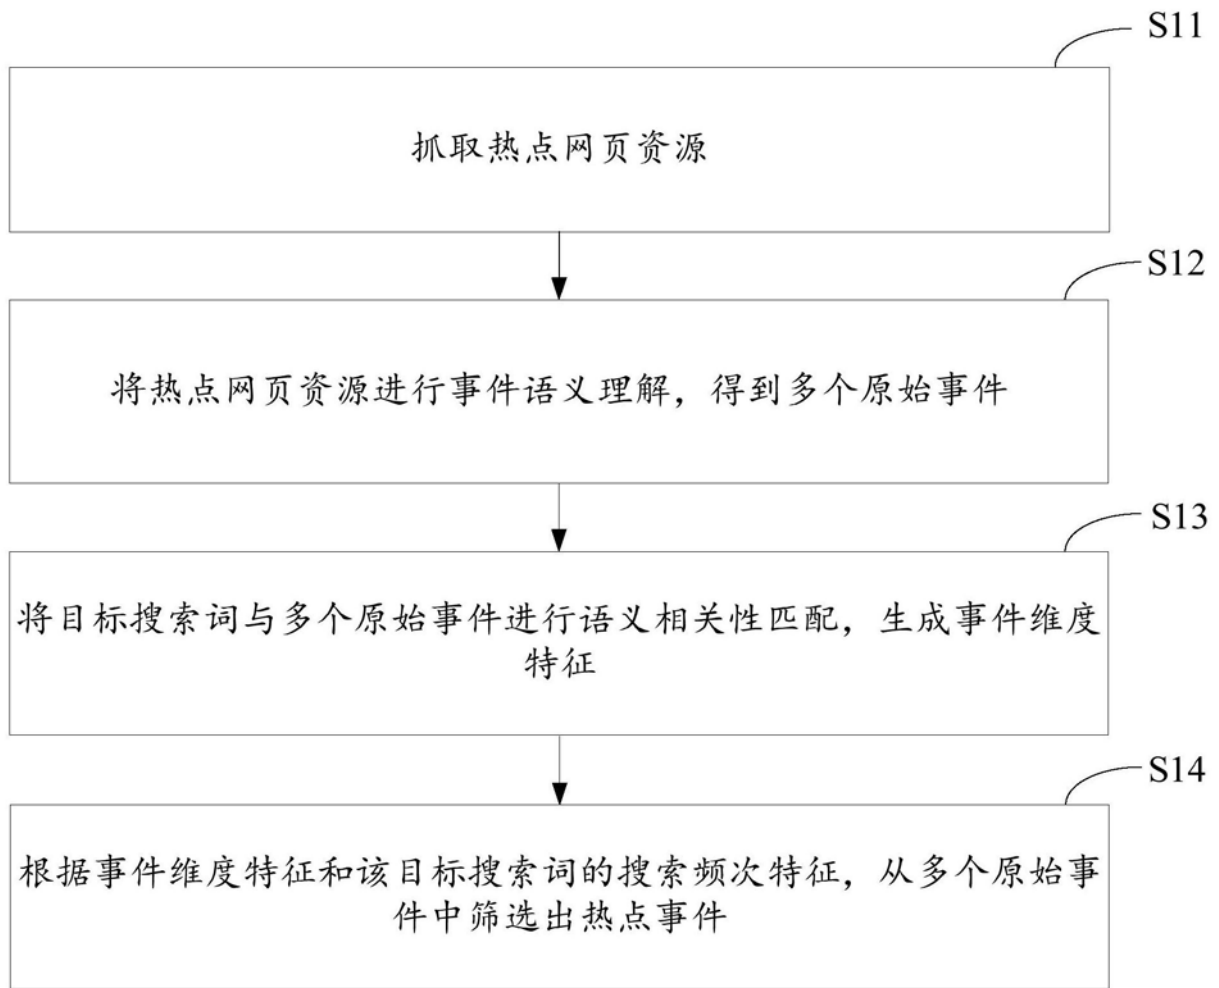 S11
抓取热点网页资源
S12
将热点网页资源进行事件语义理解，得到多个原始事件
S13
将目标搜索词与多个原始事件进行语义相关性匹配，生成事件维度
特征
S14
根据事件维度特征和该目标搜索词的搜索频次特征，从多个原始事
件中筛选出热点事件